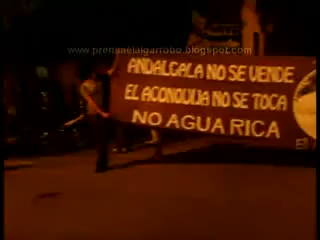 www.prensaelalgarrobo.blogspot.com
ANDALGALA NO SE VENDE
EL ACONQUIJA NO SE TOCA
NO AGUA RICA